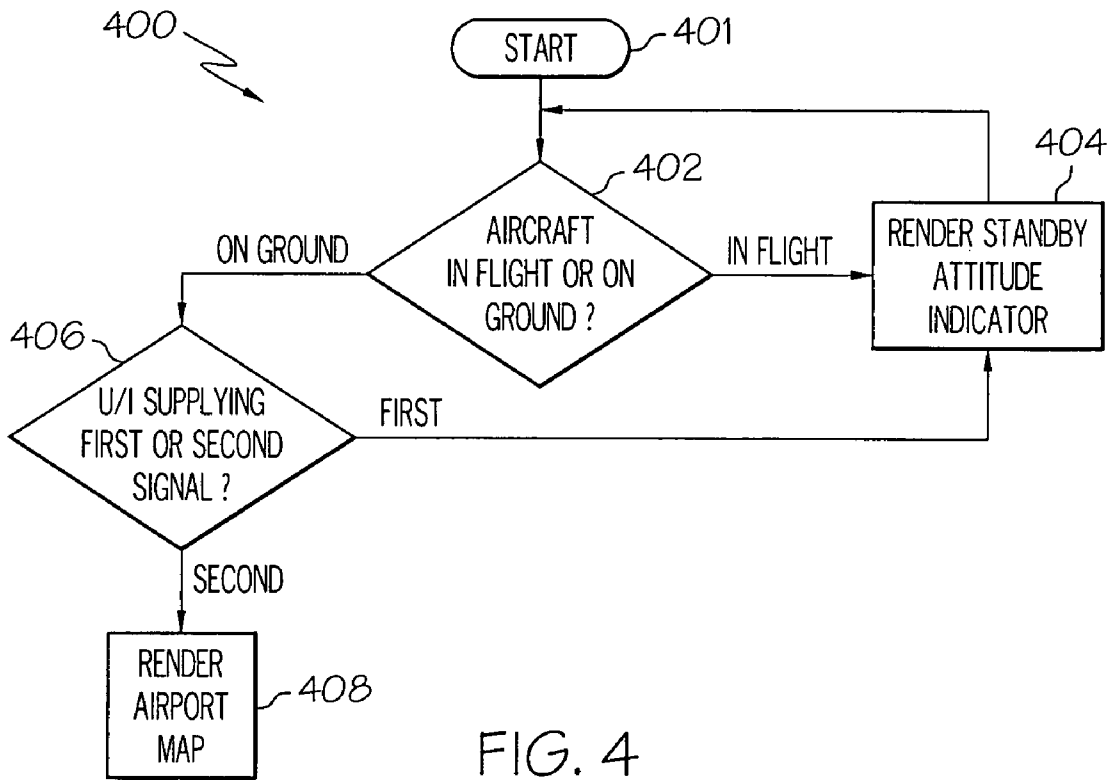 400
START
401
402
AIRCRAFT
IN FLIGHT OR ON
GROUND ?
ON GROUND
IN FLIGHT
404
RENDER STANDBY
ATTITUDE
INDICATOR
406
U/I SUPPLYING
FIRST OR SECOND
SIGNAL ?
FIRST
SECOND
RENDER
AIRPORT
MAP
408
FIG. 4